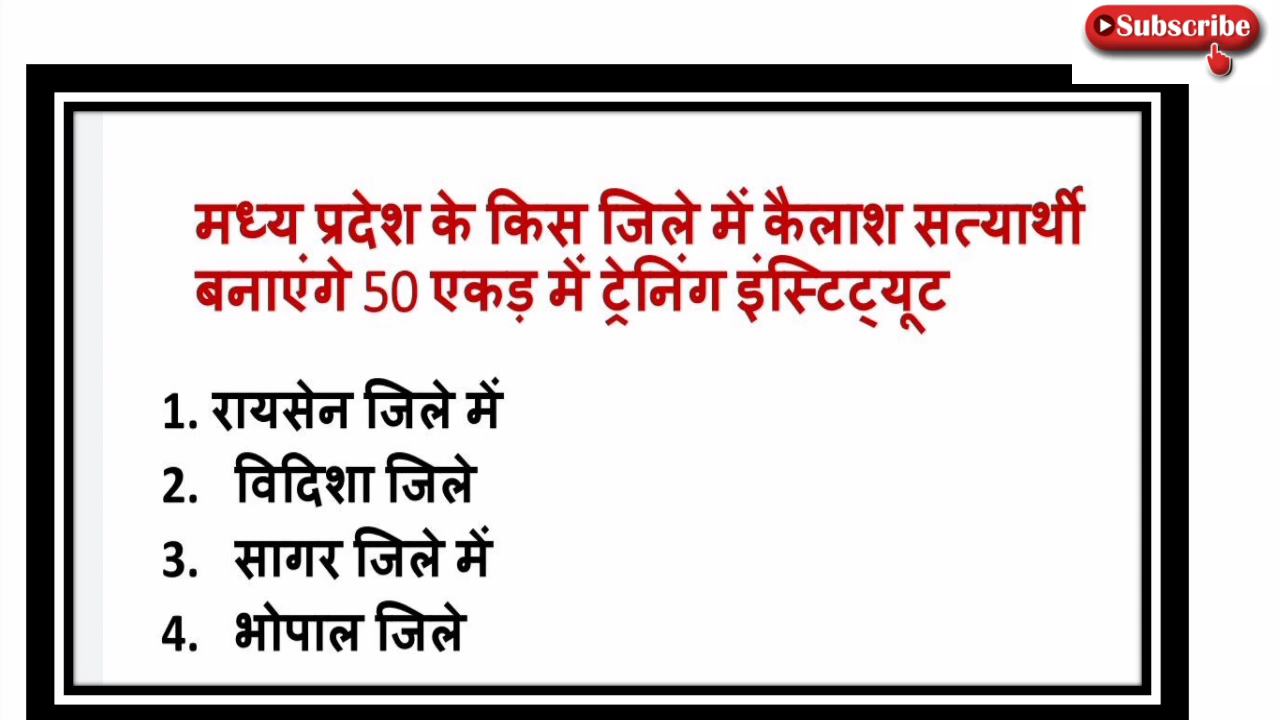 Subscribe
मध्य प्रदेश के किस जिले में कैलाश सत्यार्थी
बनाएंगे 50 एकड़ में ट्रेनिंग इंस्टिट्यूट
1. रायसेन जिले में
2. विदिशा जिले
3. सागर जिले में
4. भोपाल जिले